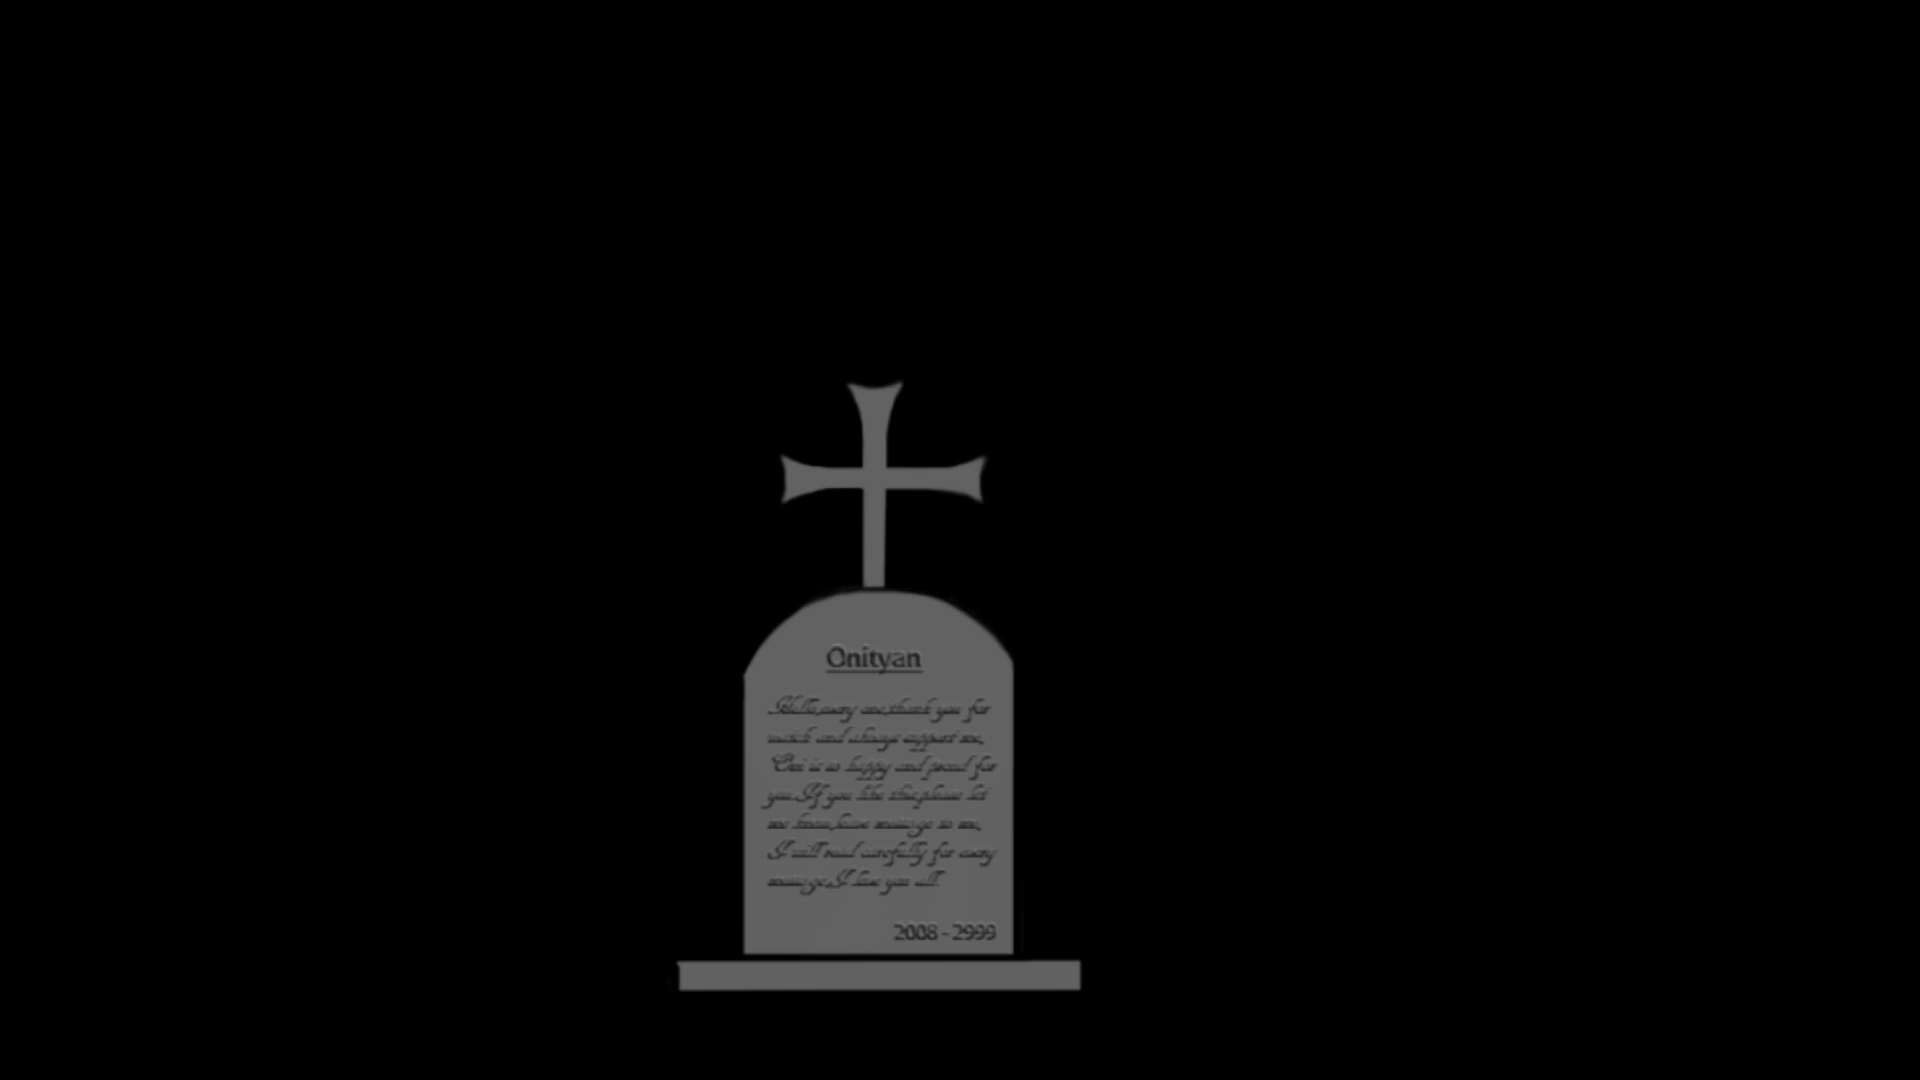 Onityan
Hello,every one,thank you for
watch and always support me,
Oni is so happy and proud for
you.If you like this,please let
me know,leave message to me,
I will read carefully for every
message,I love you all!
2008 - 2999